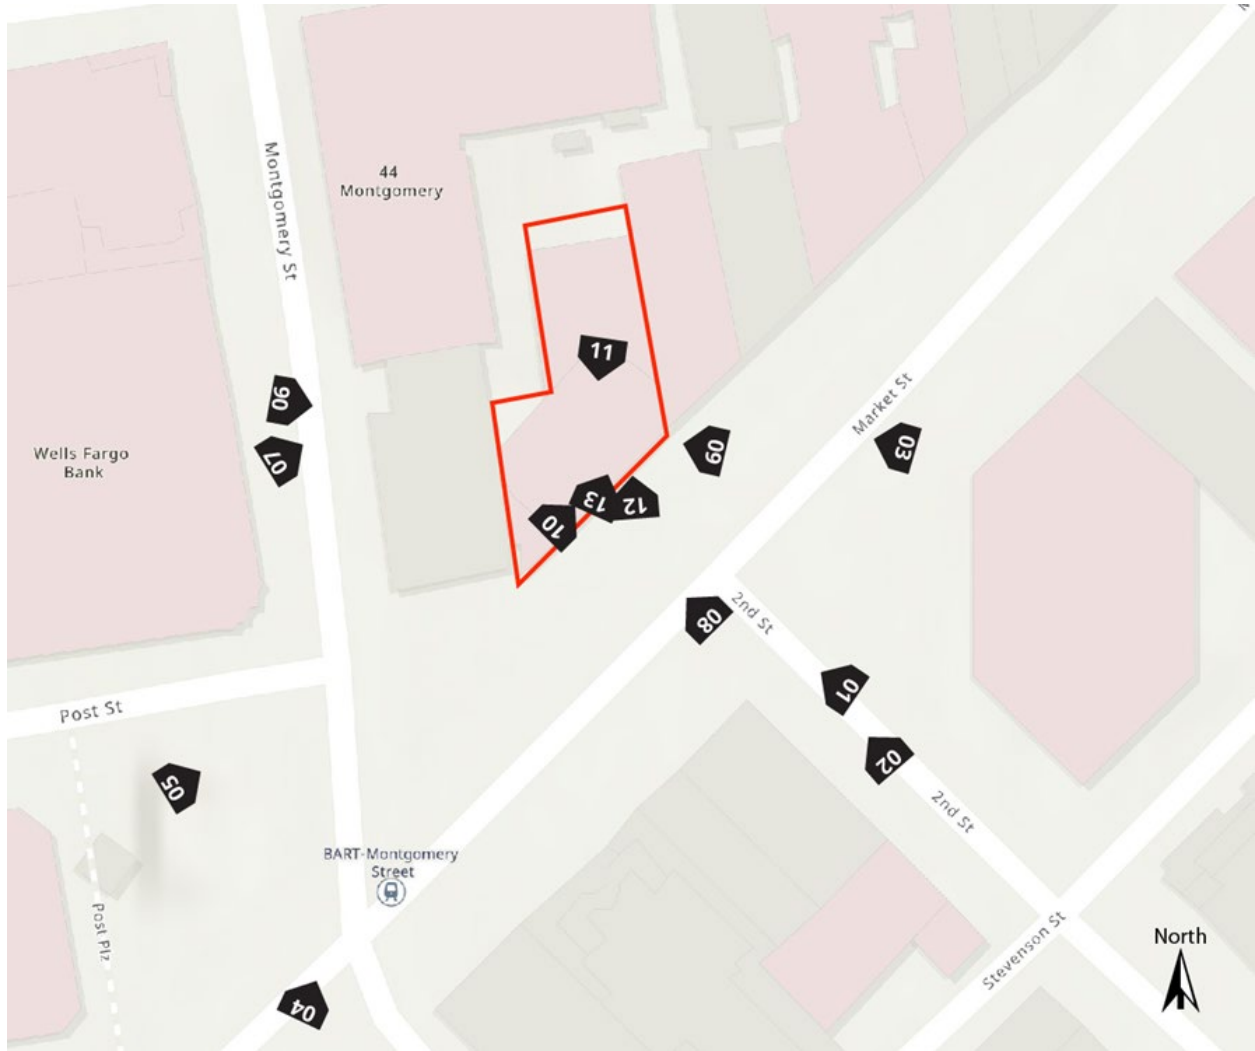 Montgomery St
44
Montgomery
11
06
07
Wells Fargo
Bank
Market St
03
09
13
12
10
08
2nd St
01
02
Post St
05
2nd St
BART-Montgomery
Street
Post Plz
Stevenson St
North
04